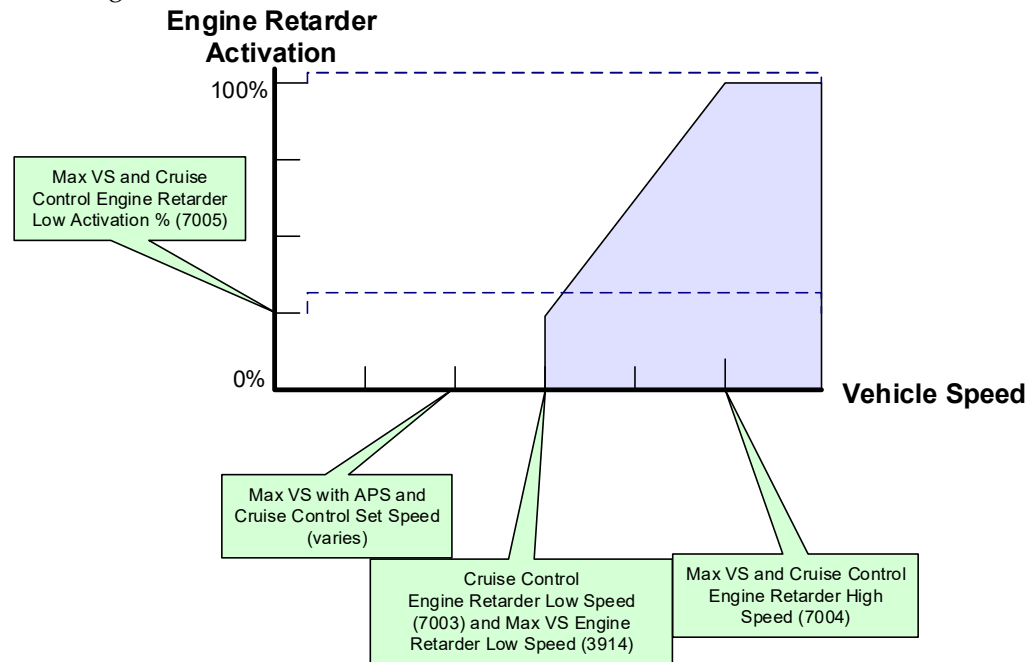 Engine Retarder
Activation
100%
Max VS and Cruise
Control Engine Retarder
Low Activation % (7005)
0%
Vehicle Speed
Max VS with APS and
Cruise Control Set Speed
(varies)
Cruise Control
Engine Retarder Low Speed
(7003) and Max VS Engine
Retarder Low Speed (3914)
Max VS and Cruise Control
Engine Retarder High
Speed (7004)